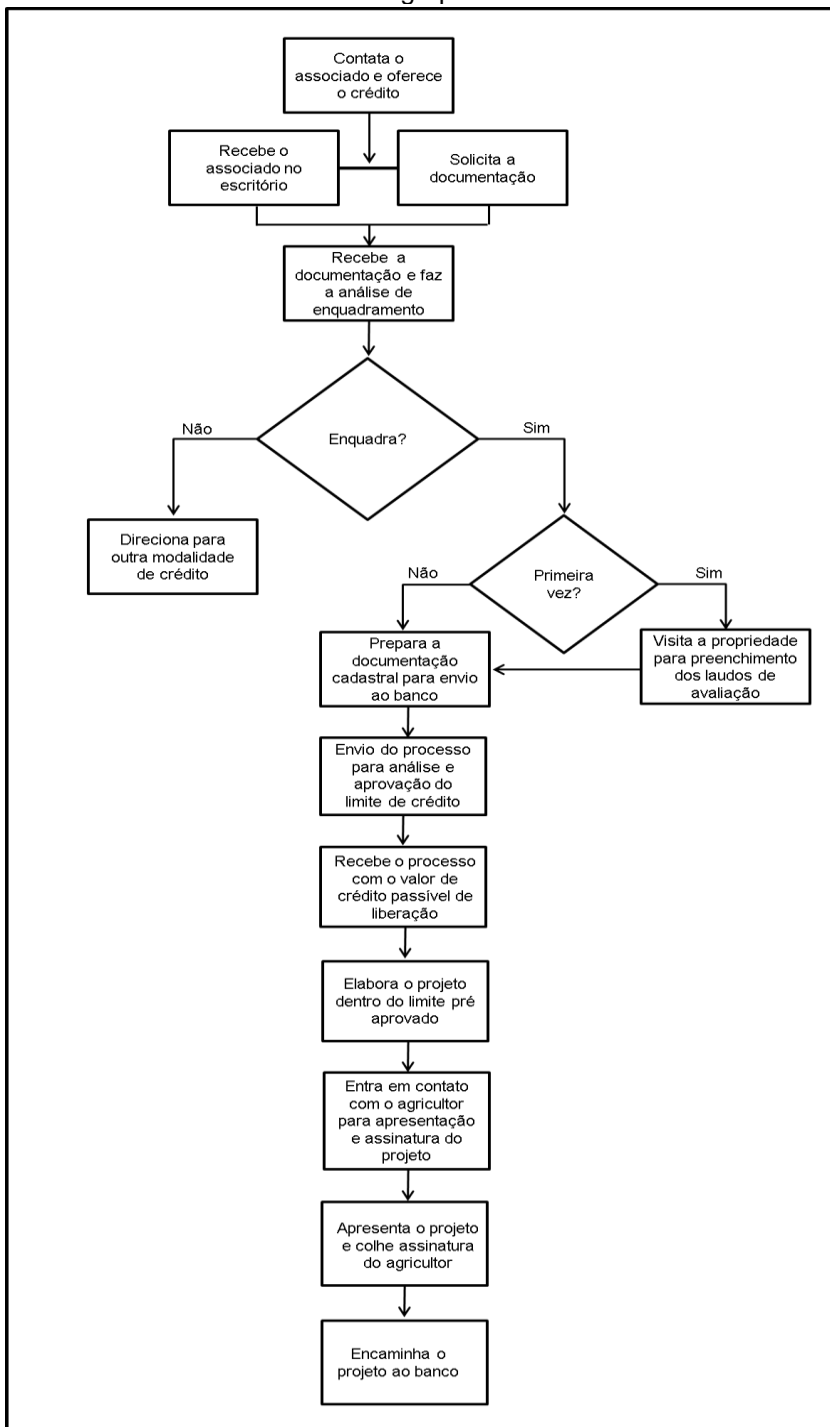 Contata o
associado e oferece
o crédito
Recebe o
associado no
escritório
Solicita a
documentação
Recebe a
documentação e faz
a análise de
enquadramento
Não
Enquadra?
Sim
Direciona para
outra modalidade
de crédito
Não
Primeira
vez?
Sim
Prepara a
documentação
cadastral para envio
ao banco
Visita a propriedade
para preenchimento
dos laudos de
avaliação
Envio do processo
para análise e
aprovação do
limite de crédito
Recebe o processo
com o valor de
crédito passível de
liberação
Elabora o projeto
dentro do limite pré
aprovado
Entra em contato
com o agricultor
para apresentação
e assinatura do
projeto
Apresenta o projeto
e colhe assinatura
do agricultor
Encaminha o
projeto ao banco